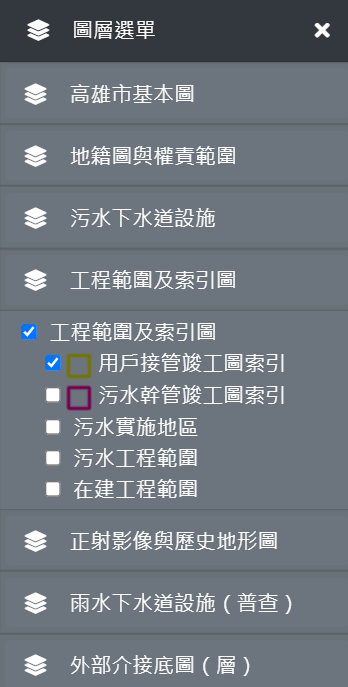 圖層選單
高雄市基本圖
地籍圖與權責範圍
污水下水道設施
工程範圍及索引圖
工程範圍及索引圖
用戶接管竣工圖索引
污水幹管竣工圖索引
污水實施地區
污水工程範圍
在建工程範圍
正射影像與歷史地形圖
雨水下水道設施（普查）
外部介接底圖（層）